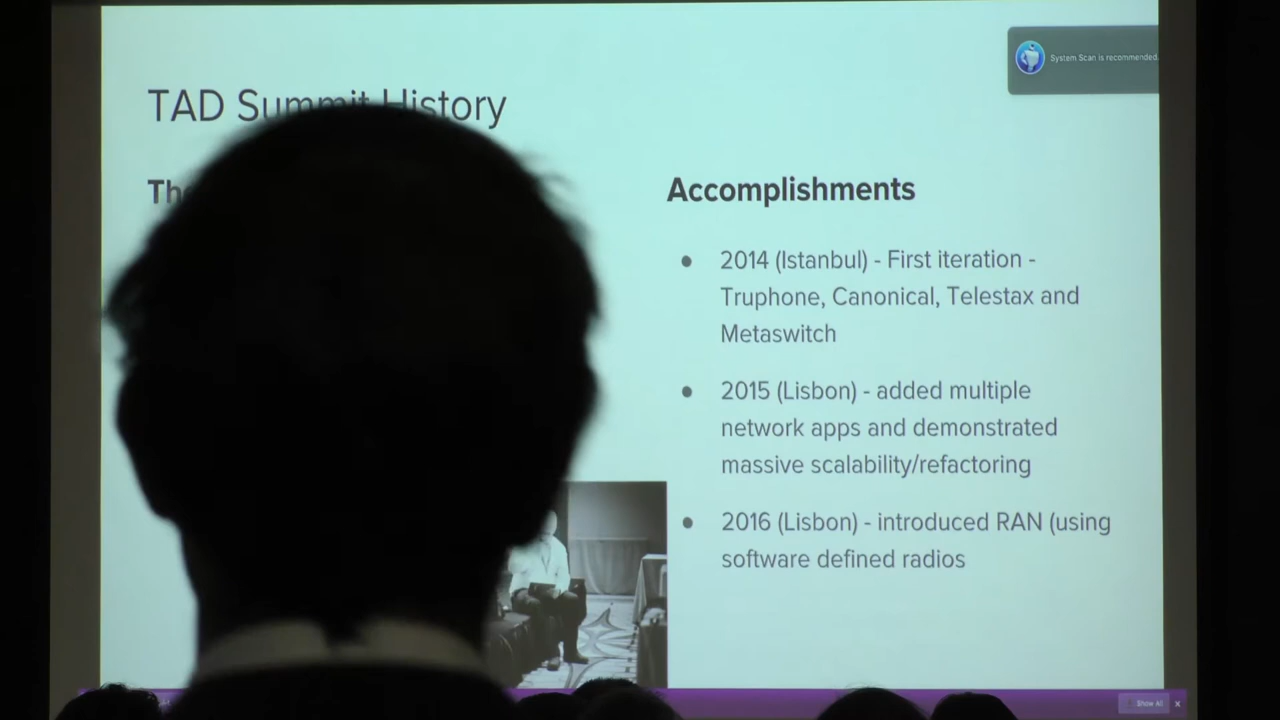 System Scan is recommended.
TAD Summit History
Accomplishments
● 2014 (Istanbul) - First iteration -
Truphone, Canonical, Telestax and
Metaswitch
● 2015 (Lisbon) - added multiple
network apps and demonstrated
massive scalability/refactoring
● 2016 (Lisbon) - introduced RAN (using
software defined radios
Show All